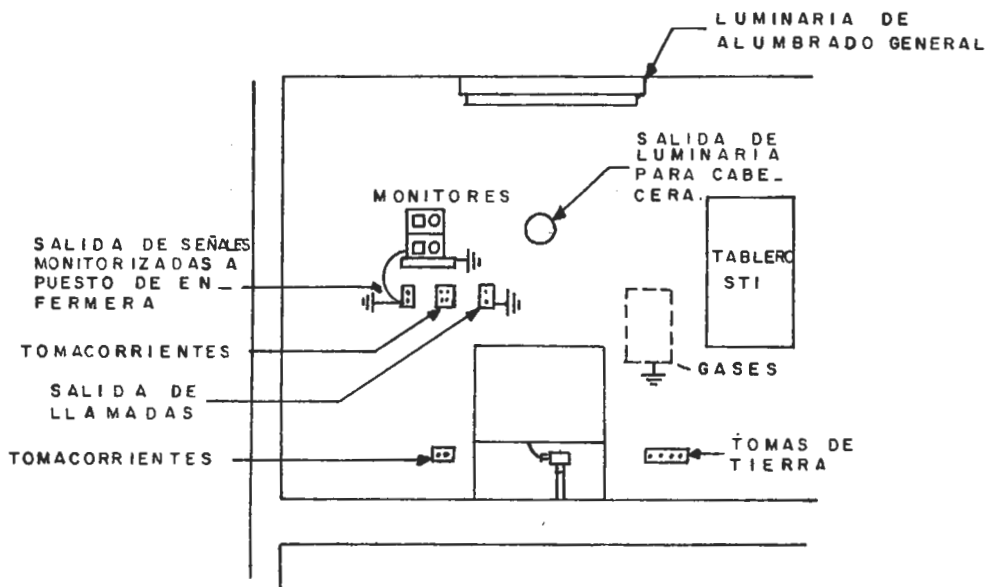 LUMINARIA DE
ALUMBRADO GENERAL
SALIDA DE
LUMINARIA
PARA CABE_
CERA.
MONITORES
SALIDA DE SEÑALES
MONITORIZADAS A
PUESTO DE EN_
FERMERA
TABLERO
STI
TOMACORRIENTES
GASES
SALIDA DE
LLAMADAS
TOMACORRIENTES
TOMAS DE
TIERRA